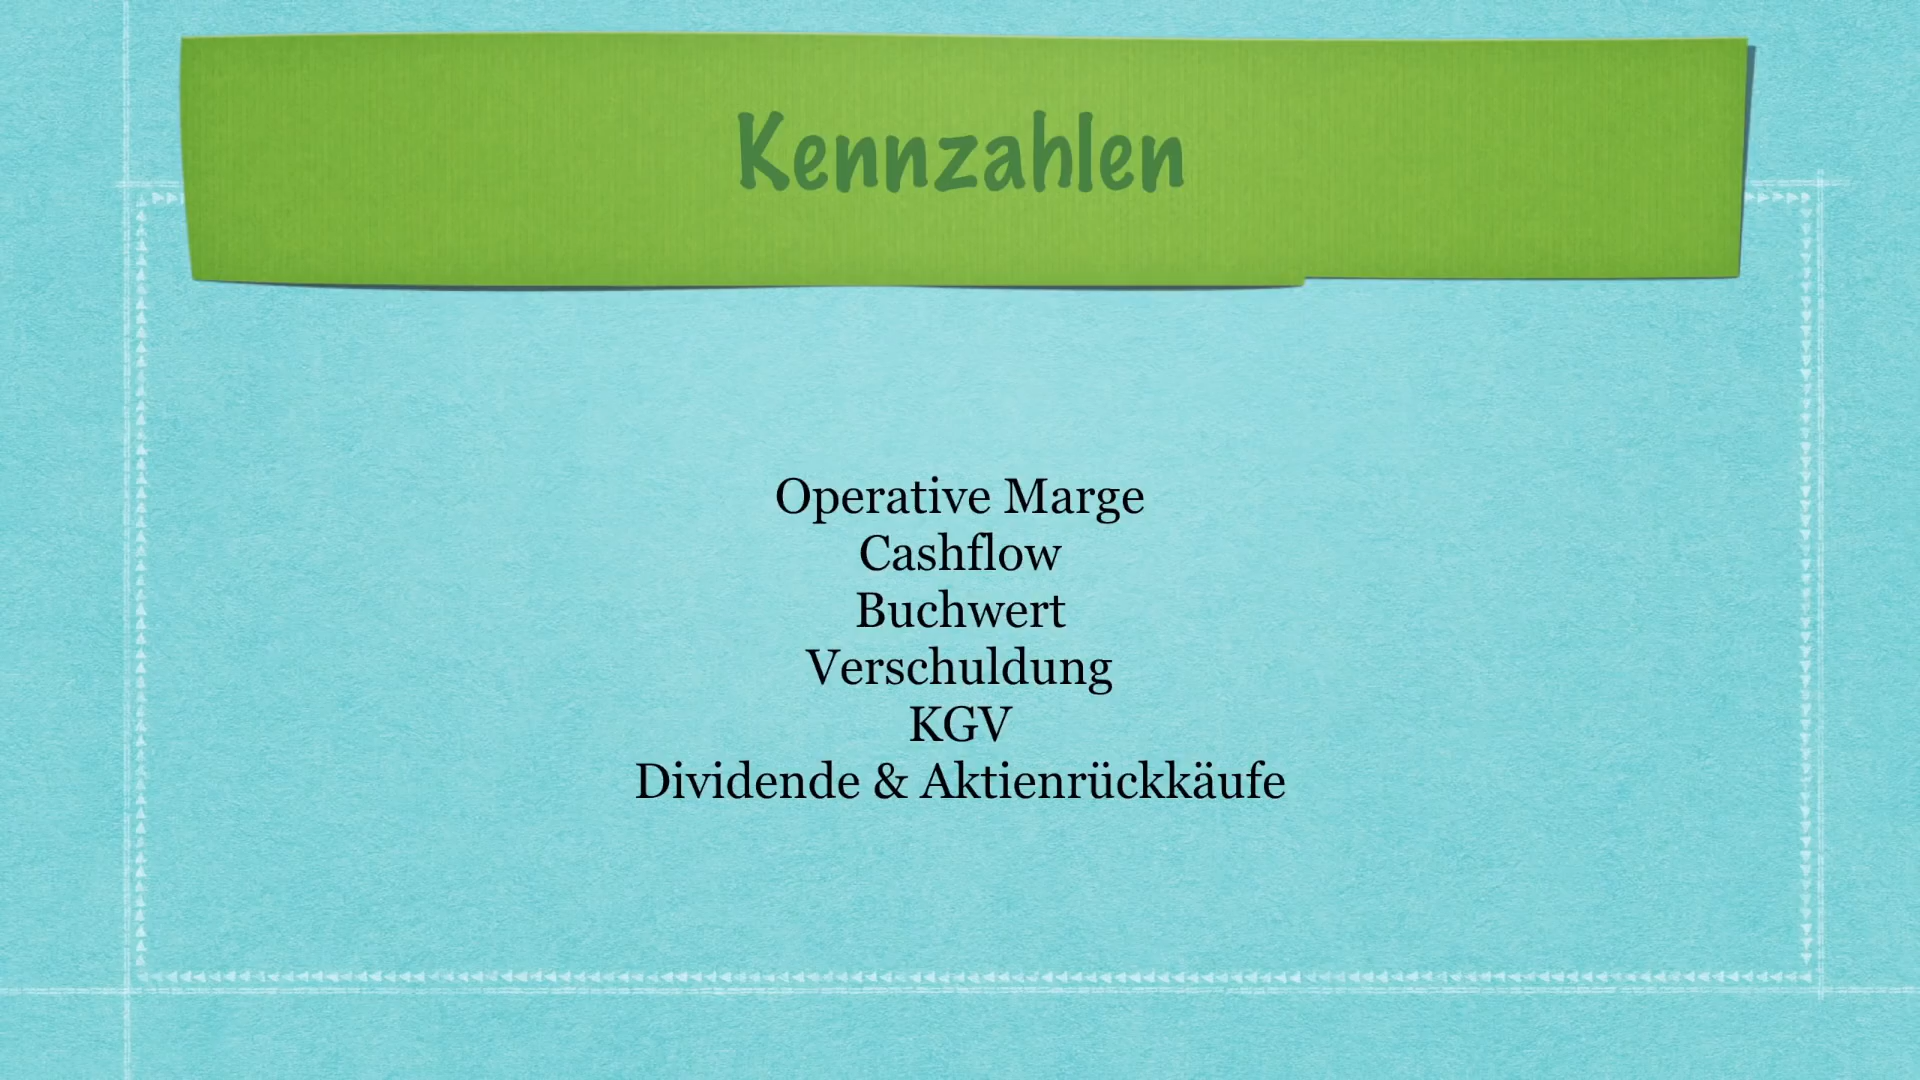 Kennzahlen
Operative Marge
Cashflow
Buchwert
Verschuldung
KGV
Dividende & Aktienrückkäufe